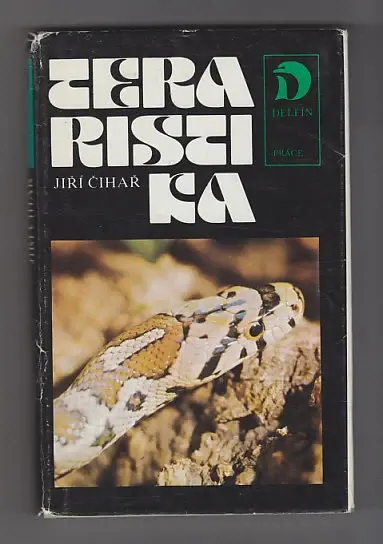 TERA
RISTI
KA
JIŘÍ ČIHAŘ
DELFÍN
PRÁCE